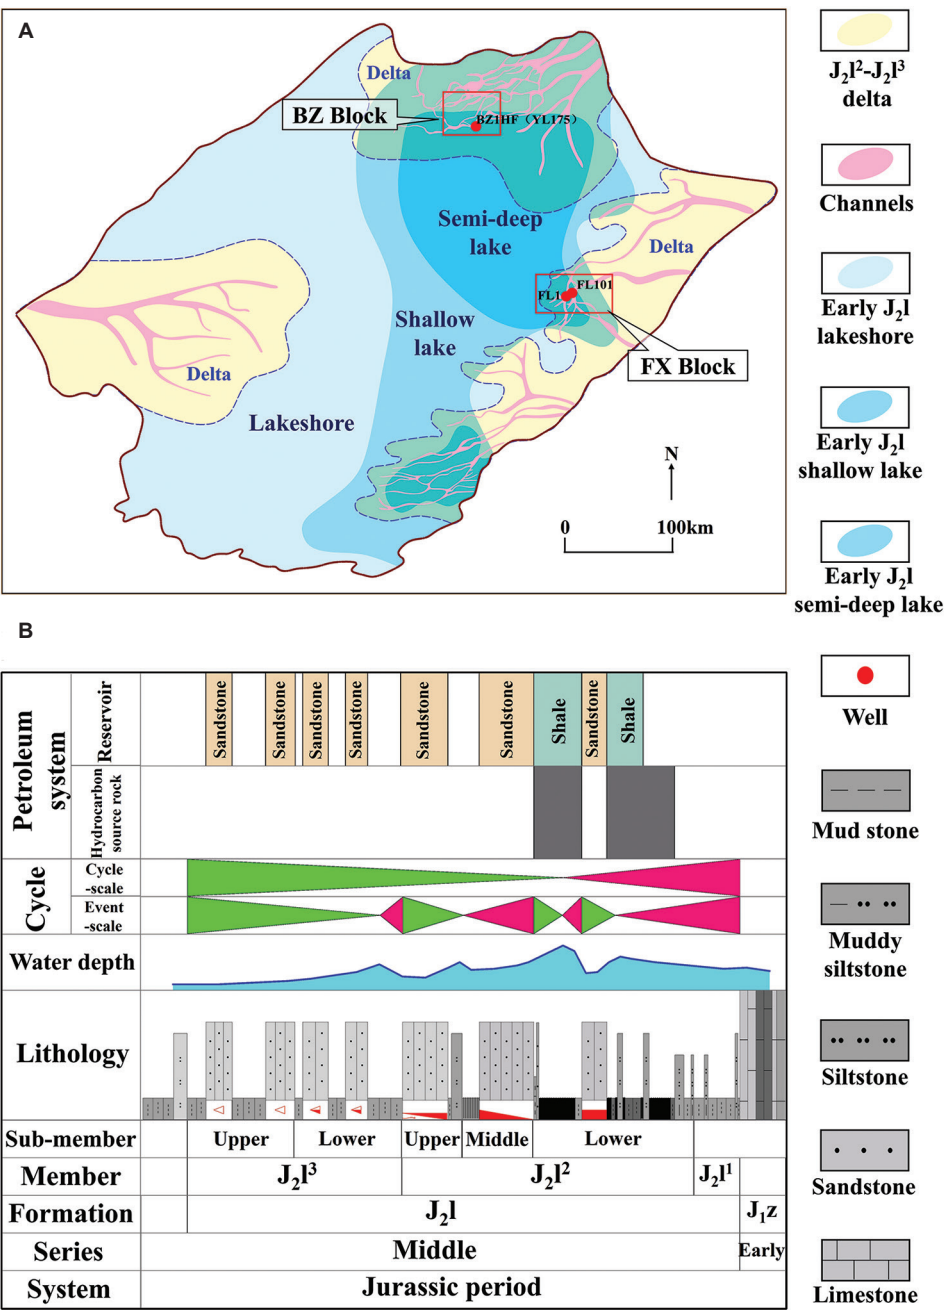 A
Delta
BZ Block
BZ1HF（YL175）
Semi-deep
lake
Delta
FL1
FL101
Shallow
lake
FX Block
Delta
Lakeshore
N
0 100km
J₂l²-J₂l³
delta
Channels
Early J₂l
lakeshore
Early J₂l
shallow lake
Early J₂l
semi-deep lake
B
Petroleum
system
Reservoir
Sandstone
Sandstone
Sandstone
Sandstone
Sandstone
Sandstone
Shale
Sandstone
Shale
Hydrocarbon
source rock
Cycle
Cycle
-scale
Event
-scale
Water depth
Lithology
Sub-member Upper Lower Upper Middle Lower
Member J₂l³ J₂l² J₂l¹
Formation J₂l J₁z
Series Middle Early
System Jurassic period
Well
Mud stone
Muddy
siltstone
Siltstone
Sandstone
Limestone